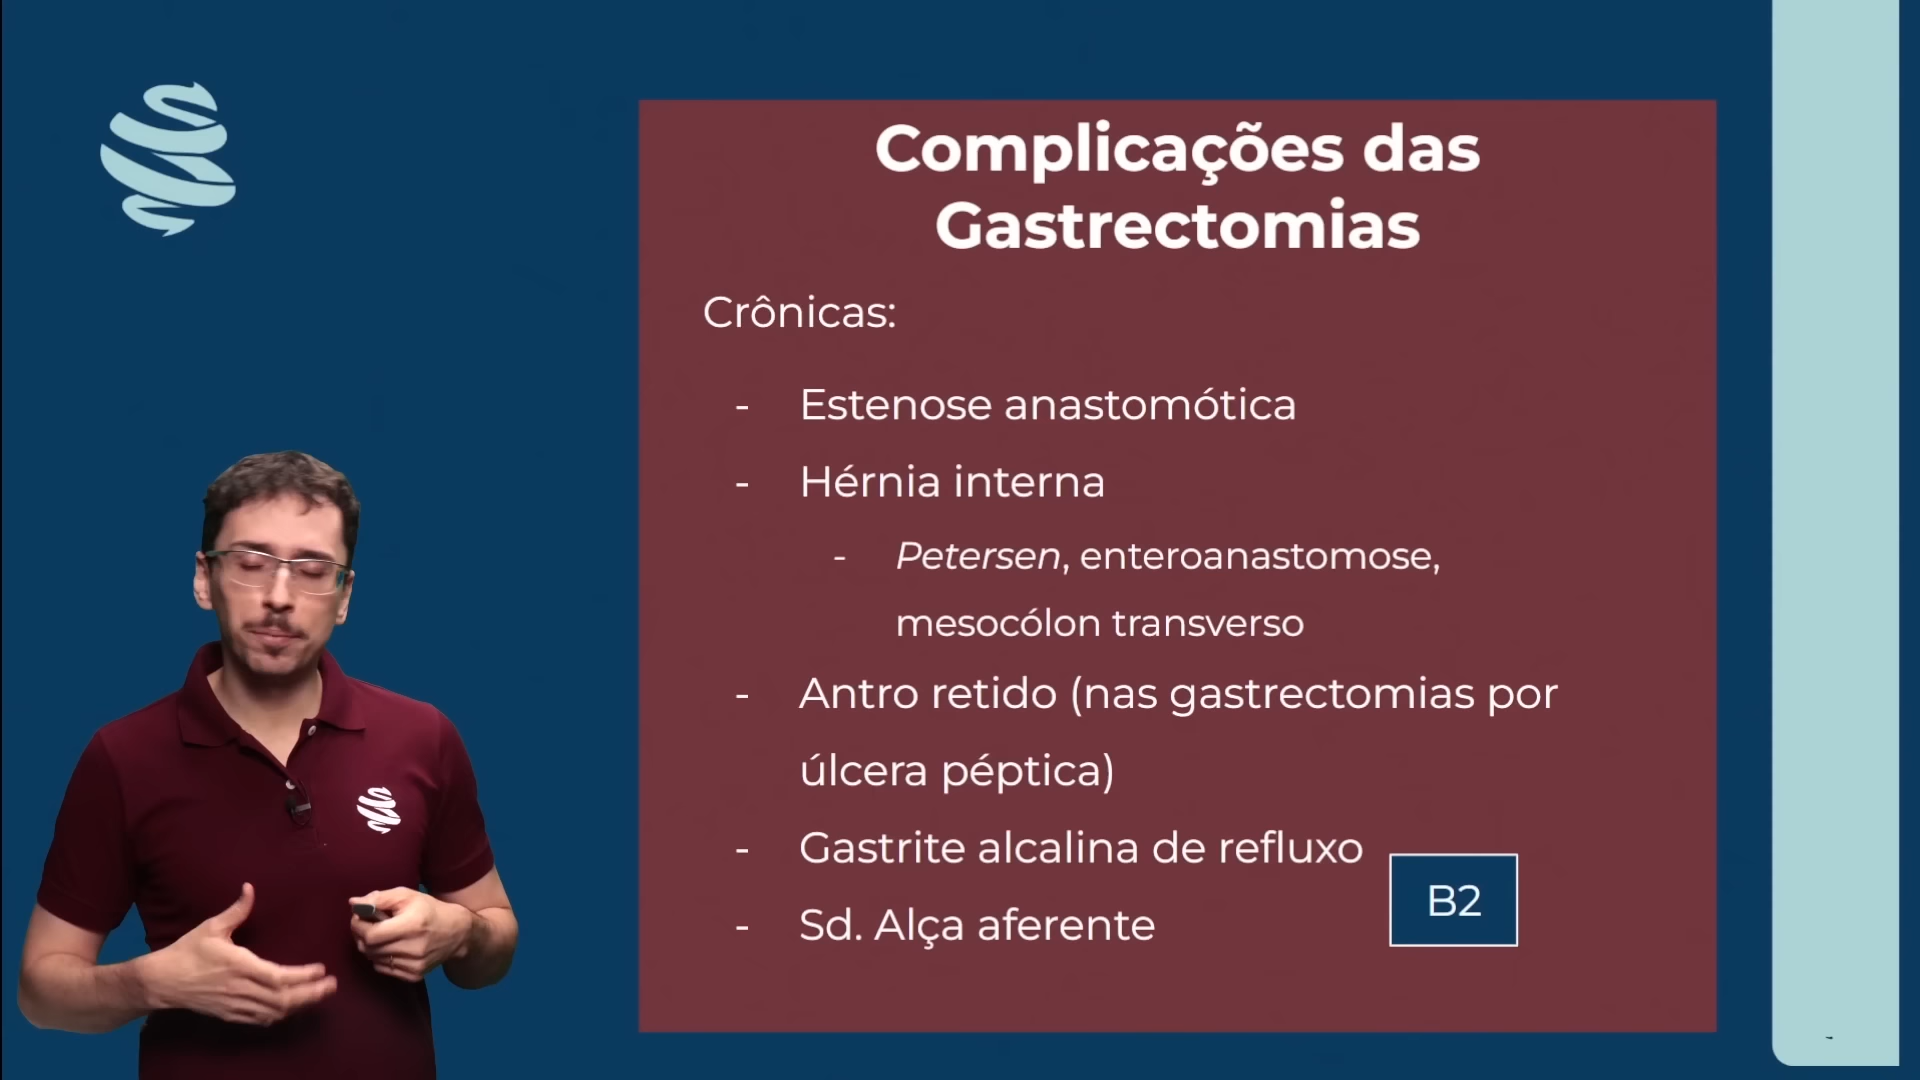 Complicações das
Gastrectomias
Crônicas:
- Estenose anastomótica
- Hérnia interna
- Petersen, enteroanastomose,
mesocólon transverso
- Antro retido (nas gastrectomias por
úlcera péptica)
- Gastrite alcalina de refluxo
B2
- Sd. Alça aferente